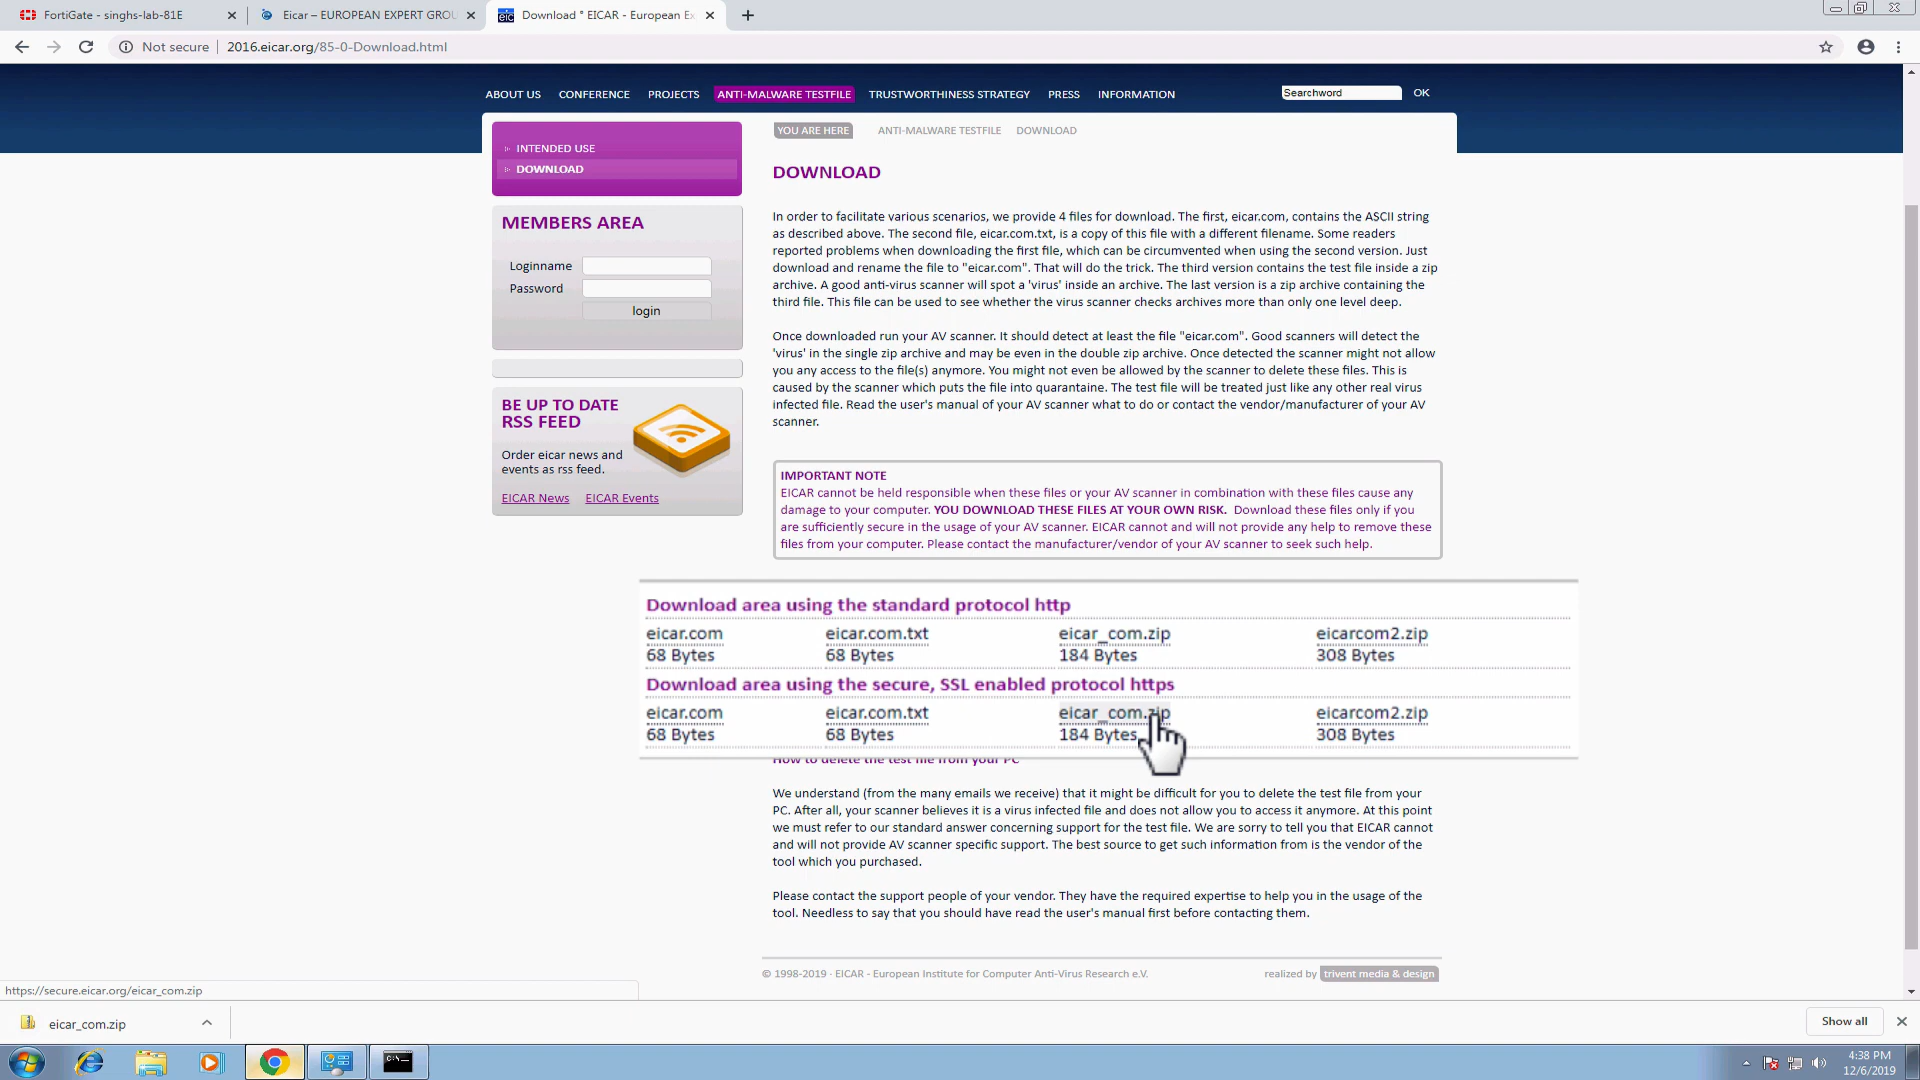 FortiGate - singhs-lab-81E
Eicar – EUROPEAN EXPERT GROU
Download ° EICAR - European Ex
Not secure
2016.eicar.org/85-0-Download.html
ABOUT US CONFERENCE PROJECTS ANTI-MALWARE TESTFILE TRUSTWORTHINESS STRATEGY PRESS INFORMATION
Searchword OK
INTENDED USE
DOWNLOAD
MEMBERS AREA
Loginname
Password
login
BE UP TO DATE
RSS FEED
Order eicar news and
events as rss feed.
EICAR News EICAR Events
YOU ARE HERE ANTI-MALWARE TESTFILE DOWNLOAD
DOWNLOAD
In order to facilitate various scenarios, we provide 4 files for download. The first, eicar.com, contains the ASCII string
as described above. The second file, eicar.com.txt, is a copy of this file with a different filename. Some readers
reported problems when downloading the first file, which can be circumvented when using the second version. Just
download and rename the file to "eicar.com". That will do the trick. The third version contains the test file inside a zip
archive. A good anti-virus scanner will spot a 'virus' inside an archive. The last version is a zip archive containing the
third file. This file can be used to see whether the virus scanner checks archives more than only one level deep.
Once downloaded run your AV scanner. It should detect at least the file "eicar.com". Good scanners will detect the
'virus' in the single zip archive and may be even in the double zip archive. Once detected the scanner might not allow
you any access to the file(s) anymore. You might not even be allowed by the scanner to delete these files. This is
caused by the scanner which puts the file into quarantaine. The test file will be treated just like any other real virus
infected file. Read the user's manual of your AV scanner what to do or contact the vendor/manufacturer of your AV
scanner.
IMPORTANT NOTE
EICAR cannot be held responsible when these files or your AV scanner in combination with these files cause any
damage to your computer. YOU DOWNLOAD THESE FILES AT YOUR OWN RISK. Download these files only if you
are sufficiently secure in the usage of your AV scanner. EICAR cannot and will not provide any help to remove these
files from your computer. Please contact the manufacturer/vendor of your AV scanner to seek such help.
Download area using the standard protocol http
eicar.com eicar.com.txt eicar_com.zip eicarcom2.zip
68 Bytes 68 Bytes 184 Bytes 308 Bytes
Download area using the secure, SSL enabled protocol https
eicar.com eicar.com.txt eicar_com.zip eicarcom2.zip
68 Bytes 68 Bytes 184 Bytes 308 Bytes
How to delete the test file from your PC
We understand (from the many emails we receive) that it might be difficult for you to delete the test file from your
PC. After all, your scanner believes it is a virus infected file and does not allow you to access it anymore. At this point
we must refer to our standard answer concerning support for the test file. We are sorry to tell you that EICAR cannot
and will not provide AV scanner specific support. The best source to get such information from is the vendor of the
tool which you purchased.
Please contact the support people of your vendor. They have the required expertise to help you in the usage of the
tool. Needless to say that you should have read the user's manual first before contacting them.
© 1998-2019 · EICAR - European Institute for Computer Anti-Virus Research e.V.
realized by trivent media & design
https://secure.eicar.org/eicar_com.zip
eicar_com.zip
Show all
4:38 PM
12/6/2019